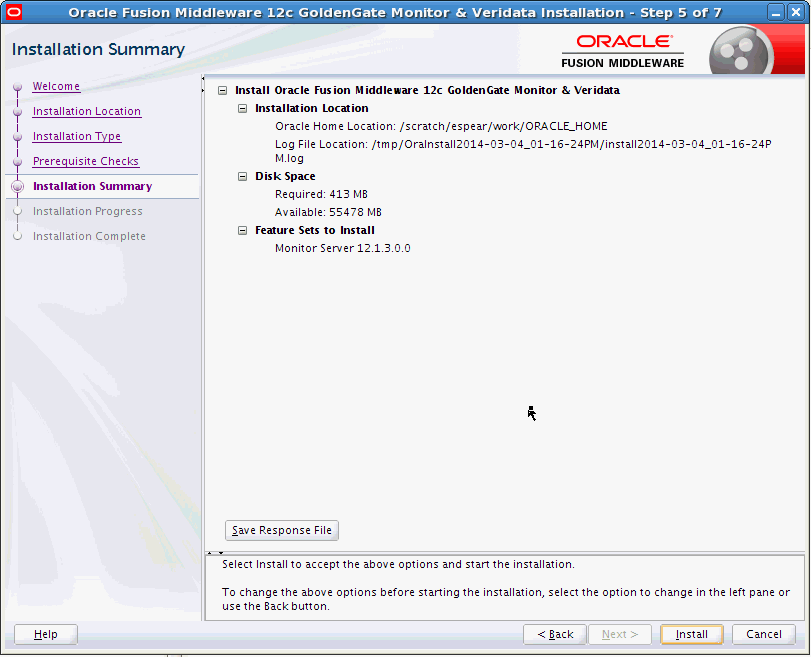 Oracle Fusion Middleware 12c GoldenGate Monitor & Veridata Installation - Step 5 of 7
Installation Summary
ORACLE
FUSION MIDDLEWARE
Welcome
Installation Location
Installation Type
Prerequisite Checks
Installation Summary
Installation Progress
Installation Complete
Install Oracle Fusion Middleware 12c GoldenGate Monitor & Veridata
Installation Location
Oracle Home Location: /scratch/espear/work/ORACLE_HOME
Log File Location: /tmp/OraInstall2014-03-04_01-16-24PM/install2014-03-04_01-16-24P
M.log
Disk Space
Required: 413 MB
Available: 55478 MB
Feature Sets to Install
Monitor Server 12.1.3.0.0
Save Response File
Select Install to accept the above options and start the installation.
To change the above options before starting the installation, select the option to change in the left pane or
use the Back button.
Help
< Back
Next >
Install
Cancel